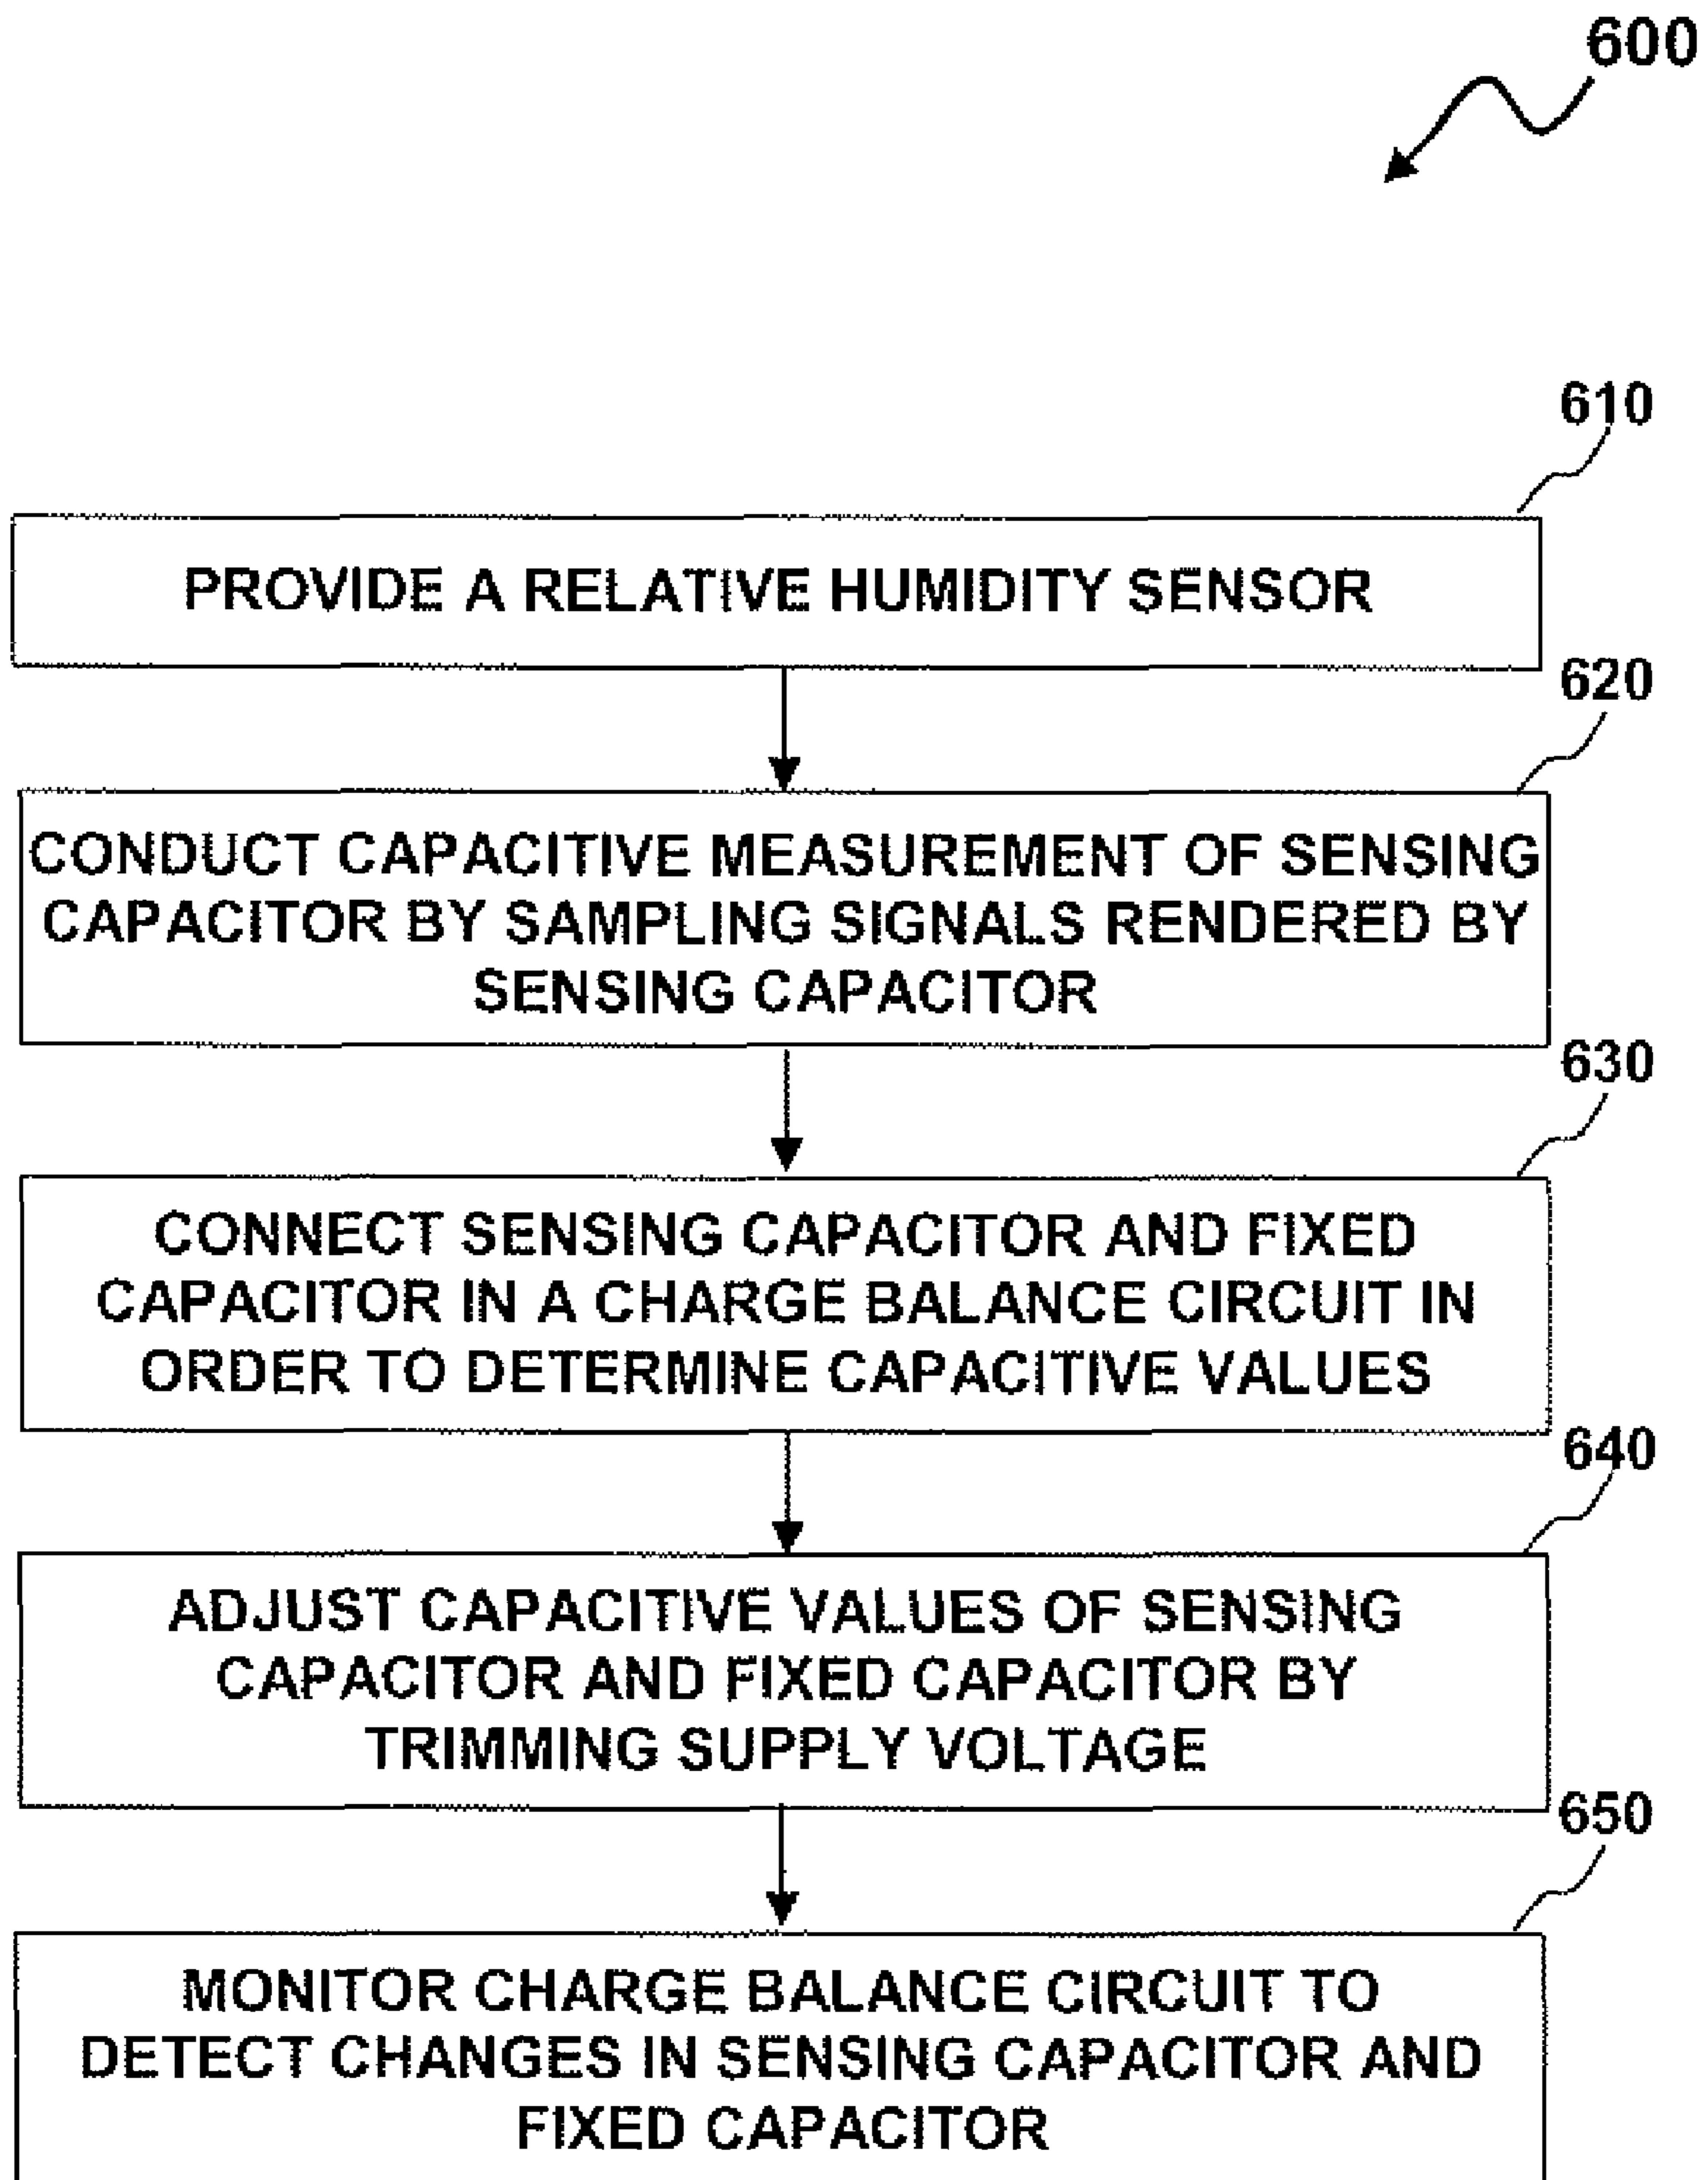 600
610
PROVIDE A RELATIVE HUMIDITY SENSOR
620
CONDUCT CAPACITIVE MEASUREMENT OF SENSING
CAPACITOR BY SAMPLING SIGNALS RENDERED BY
SENSING CAPACITOR
630
CONNECT SENSING CAPACITOR AND FIXED
CAPACITOR IN A CHARGE BALANCE CIRCUIT IN
ORDER TO DETERMINE CAPACITIVE VALUES
640
ADJUST CAPACITIVE VALUES OF SENSING
CAPACITOR AND FIXED CAPACITOR BY
TRIMMING SUPPLY VOLTAGE
650
MONITOR CHARGE BALANCE CIRCUIT TO
DETECT CHANGES IN SENSING CAPACITOR AND
FIXED CAPACITOR